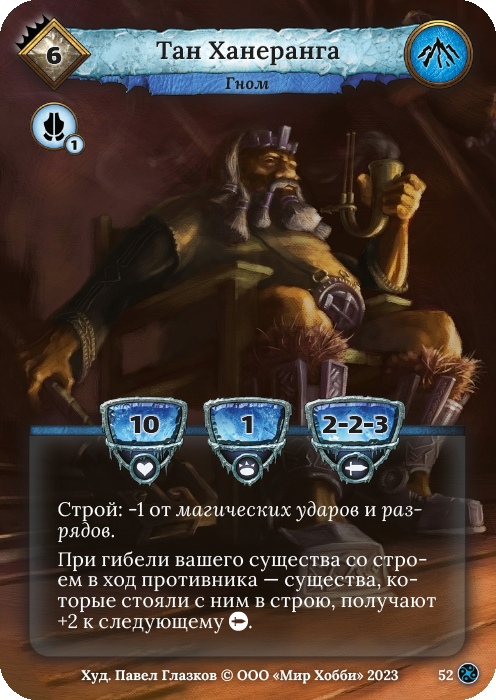 6
Тан Ханеранга
Гном
1
10
1
2-2-3
Строй: -1 от магических ударов и раз-
рядов.
При гибели вашего существа со стро-
ем в ход противника — существа, ко-
торые стояли с ним в строю, получают
+2 к следующему .
Худ. Павел Глазков © ООО «Мир Хобби» 2023
52